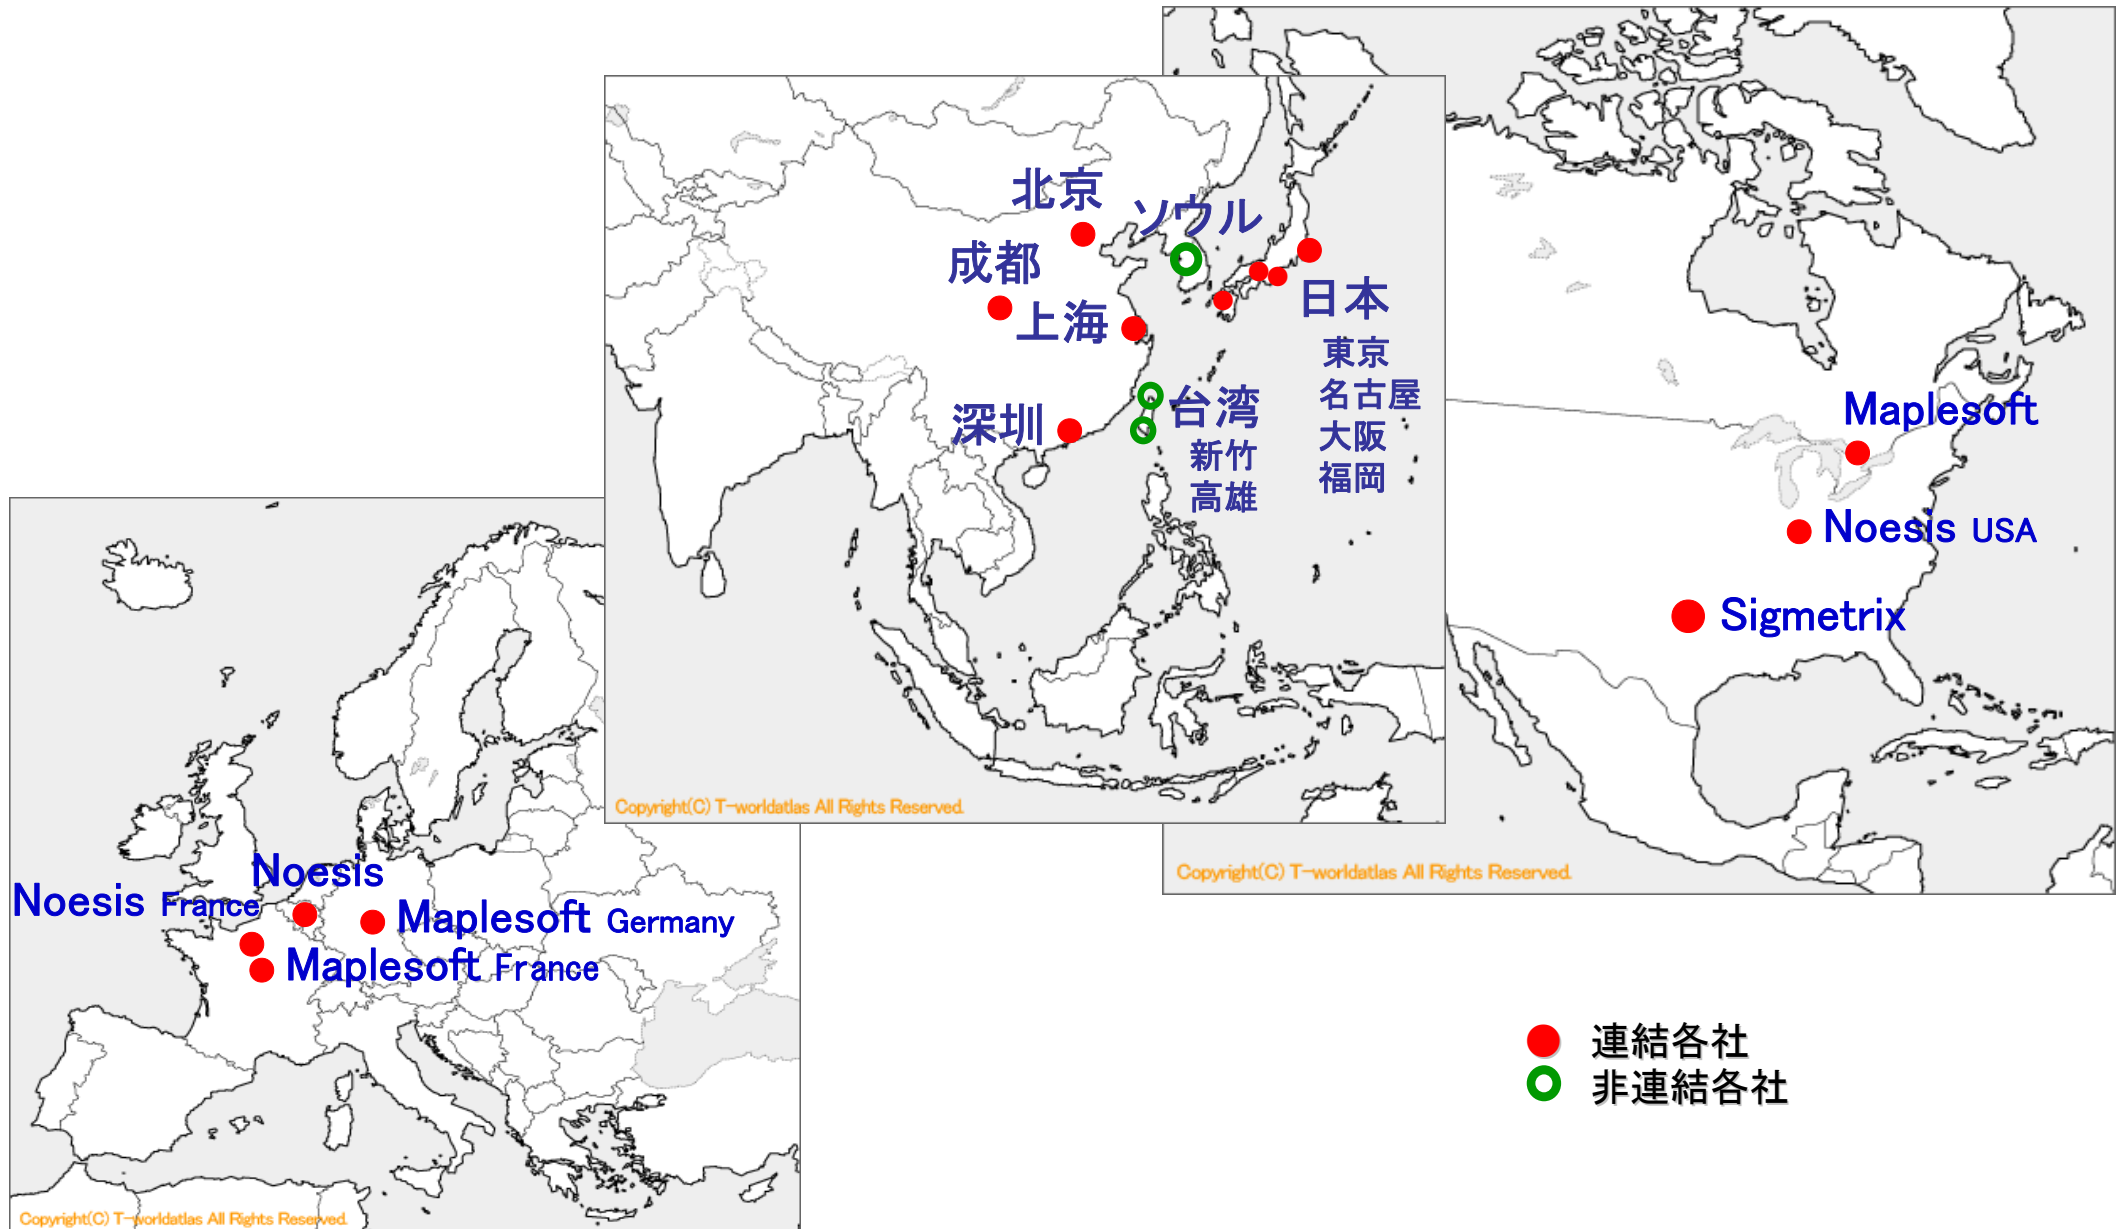 北京
ソウル
成都
上海
日本
東京
名古屋
大阪
福岡
台湾
新竹
高雄
深圳
Copyright(C) T-worldatlas All Rights Reserved.
Maplesoft
Noesis USA
Sigmetrix
Copyright(C) T-worldatlas All Rights Reserved.
Noesis
Noesis France
Maplesoft Germany
Maplesoft France
Copyright(C) T-worldatlas All Rights Reserved.
連結各社
非連結各社